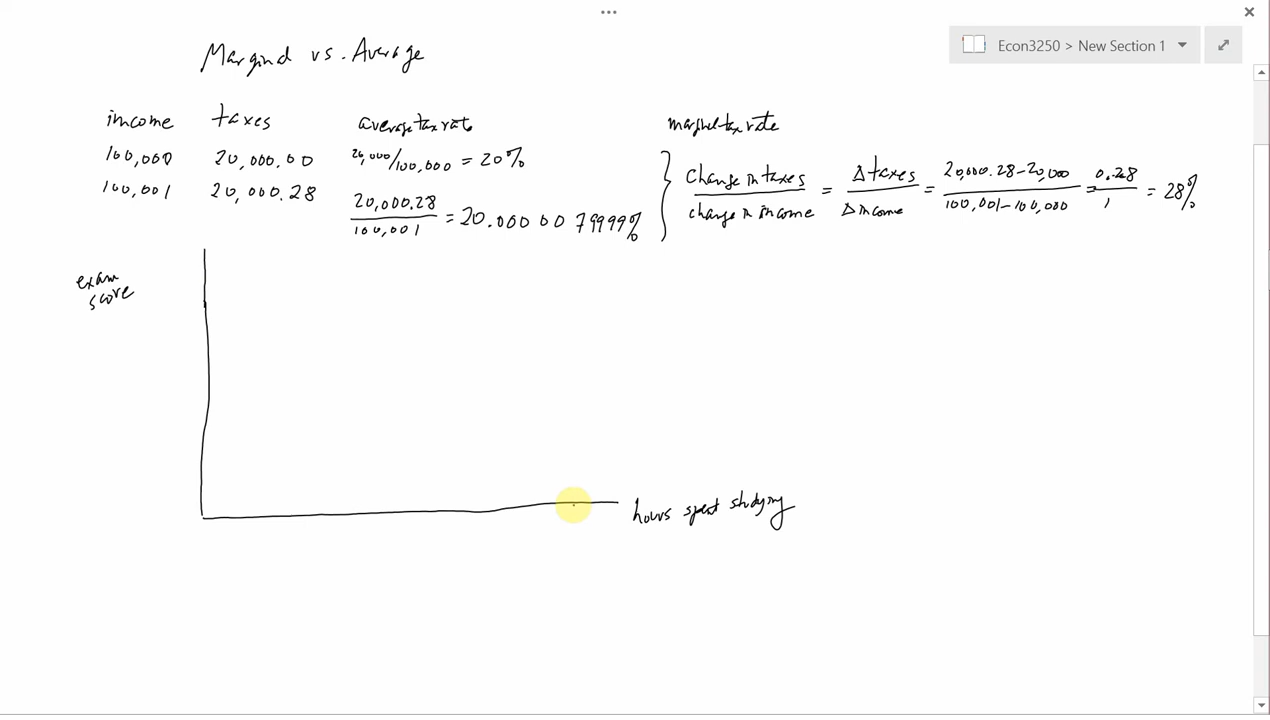 Econ3250 > New Section 1
Marginal vs. Average
income taxes average tax rate marginal tax rate
100,000 20,000.00 20,000/100,000 = 20%
100,001 20,000.28 20,000.28/100,001 = 20.000 00 79999%
change in taxes/change in income = Δtaxes/Δincome = 20,000.28-20,000/100,001-100,000 = 0.28/1 = 28%
exam
score
hours spent studying